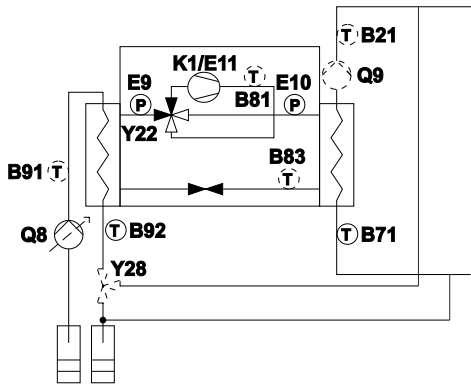 T B21
K1/E11
T Q9
E9 E10
P B81 P
Y22
B83
B91 T T
Q8 T B92 T B71
Y28